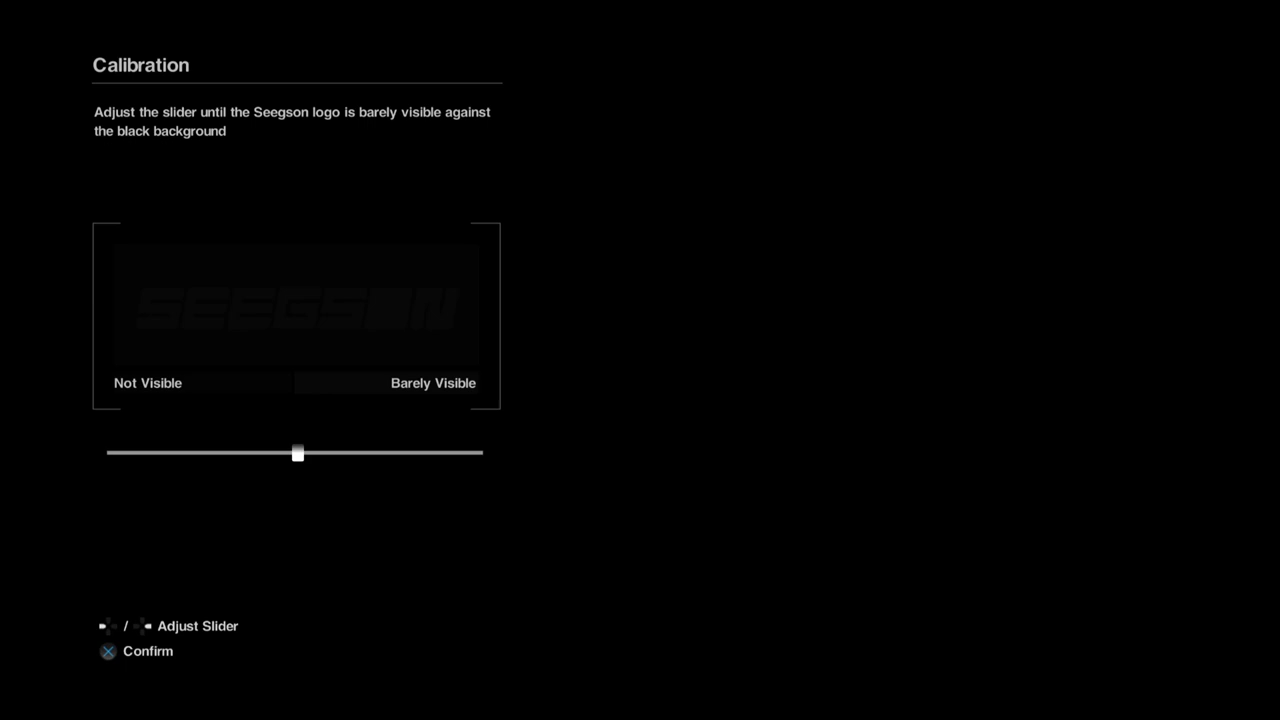 Calibration
Adjust the slider until the Seegson logo is barely visible against
the black background
SEEGSON
Not Visible
Barely Visible
/ Adjust Slider
Confirm